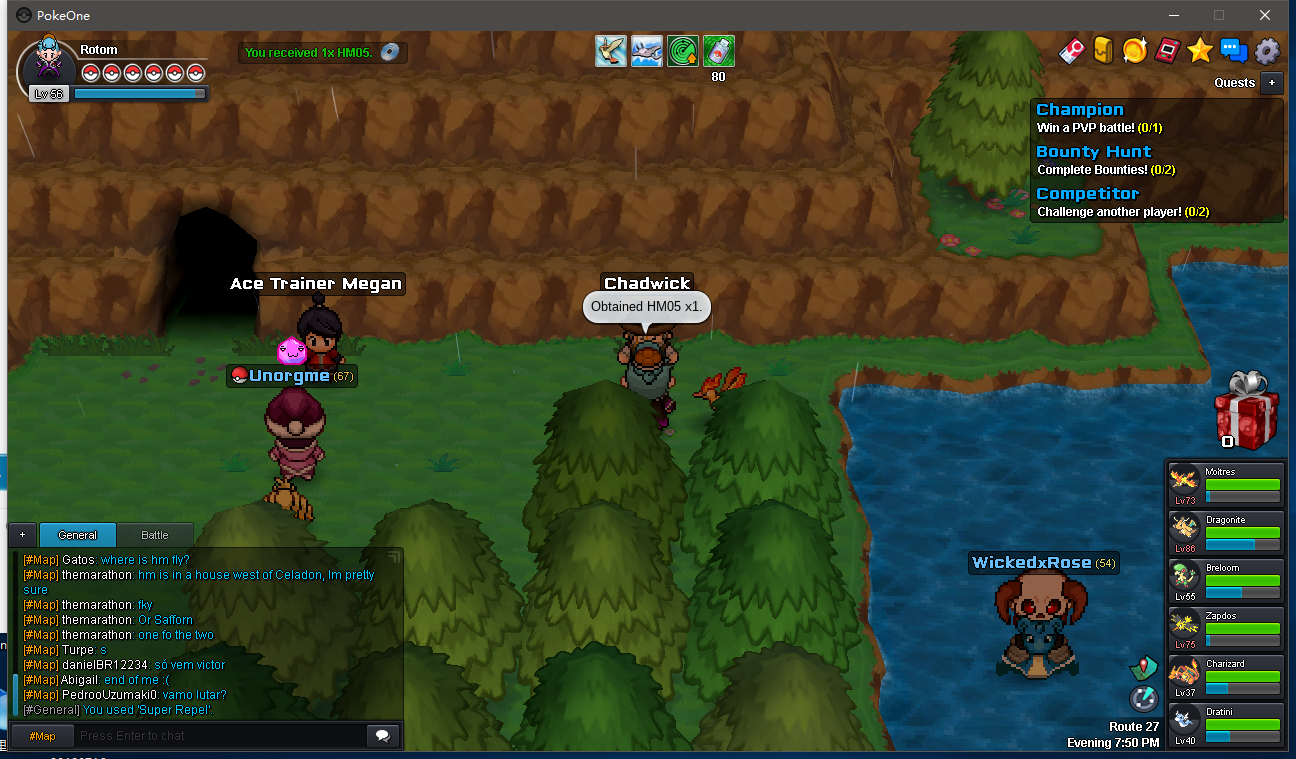 PokeOne
Rotom
Lv 56
You received 1x HM05.
80
Quests +
Champion
Win a PVP battle! (0/1)
Bounty Hunt
Complete Bounties! (0/2)
Competitor
Challenge another player! (0/2)
Ace Trainer Megan
Chadwick
Obtained HM05 x1.
Unorgme (67)
0
Moltres
Lv73
Dragonite
Lv86
Breloom
Lv55
Zapdos
Lv75
Charizard
Lv37
Dratini
Lv40
WickedxRose (54)
Route 27
Evening 7:50 PM
+ General Battle
[#Map] Gatos: where is hm fly?
[#Map] themarathon: hm is in a house west of Celadon, Im pretty
sure
[#Map] themarathon: fky
[#Map] themarathon: Or Safforn
[#Map] themarathon: one fo the two
[#Map] Turpe: s
[#Map] danielBR12234: só vem victor
[#Map] Abigail: end of me :(
[#Map] PedrooUzumaki0: vamo lutar?
[#General] You used 'Super Repel'.
#Map Press Enter to chat